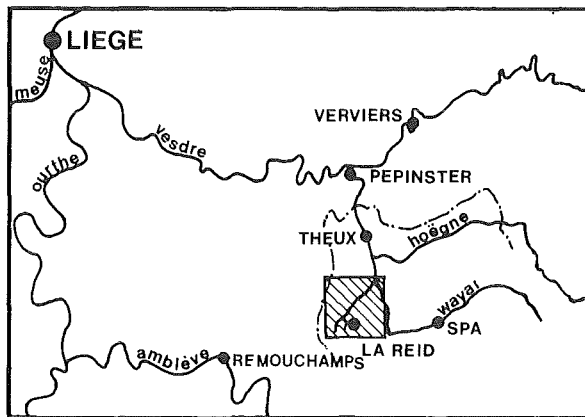 LIEGE
meuse
VERVIERS
vesdre
ourthe
PEPINSTER
THEUX
hoëgne
wayai
SPA
LA REID
amblève
REMOUCHAMPS